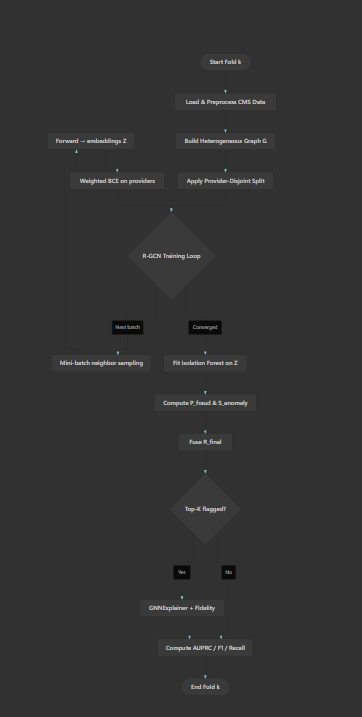 Start Fold k
Load & Preprocess CMS Data
Forward — embeddings Z
Build Heterogeneous Graph G
Weighted BCE on providers
Apply Provider-Disjoint Split
R-GCN Training Loop
Next batch
Converged
Mini-batch neighbor sampling
Fit Isolation Forest on Z
Compute P_fraud & S_anomaly
Fuse R_final
Top-K flagged?
Yes
No
GNNExplainer + Fidelity
Compute AUPRC / F1 / Recall
End Fold k